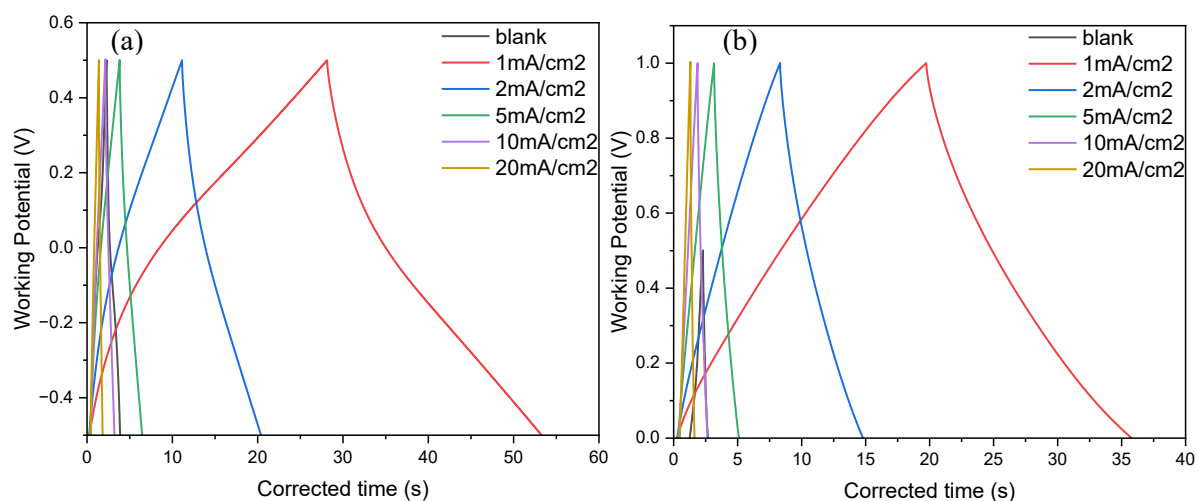 (a)
blank
1mA/cm2
2mA/cm2
5mA/cm2
10mA/cm2
20mA/cm2
0.6
0.4
0.2
0.0
−0.2
−0.4
0 10 20 30 40 50 60
Working Potential (V)
Corrected time (s)
(b)
blank
1mA/cm2
2mA/cm2
5mA/cm2
10mA/cm2
20mA/cm2
1.0
0.8
0.6
0.4
0.2
0.0
0 5 10 15 20 25 30 35 40
Working Potential (V)
Corrected time (s)